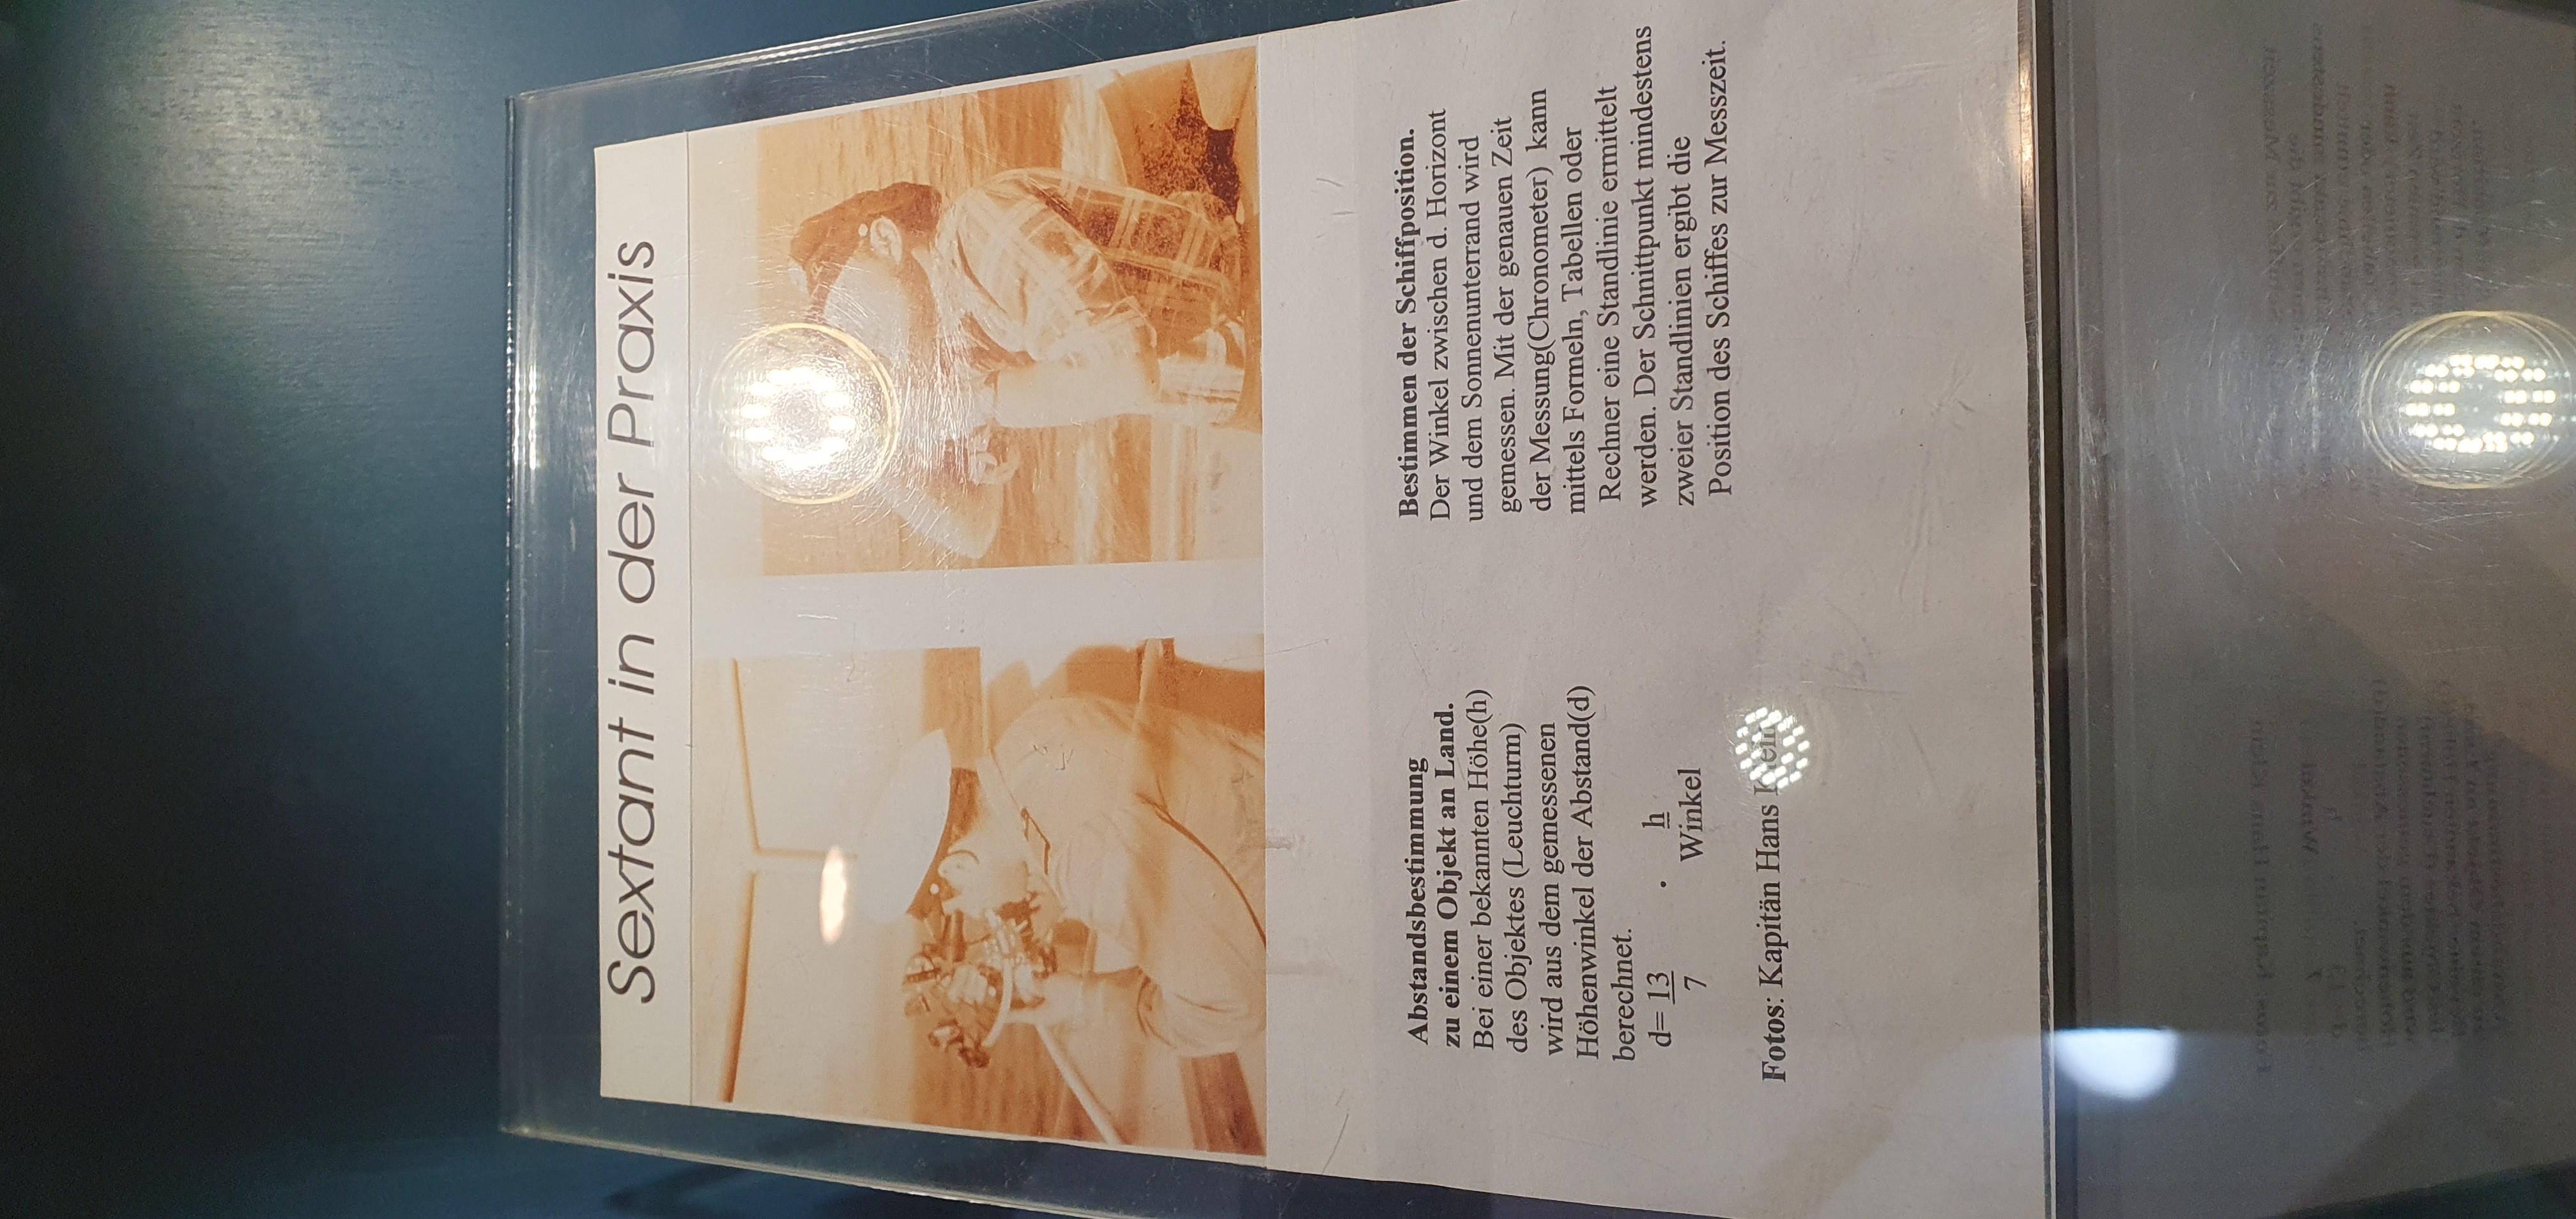 Sextant in der Praxis
Abstandsbestimmung
zu einem Objekt an Land.
Bei einer bekannten Höhe(h)
des Objektes (Leuchturm)
wird aus dem gemessenen
Höhenwinkel der Abstand(d)
berechnet.
d= 13 · h
7 Winkel
Fotos: Kapitän Hans
Bestimmen der Schiffposition.
Der Winkel zwischen d. Horizont
und dem Sonnenunterrand wird
gemessen. Mit der genauen Zeit
der Messung(Chronometer) kann
mittels Formeln, Tabellen oder
Rechner eine Standlinie ermittelt
werden. Der Schnittpunkt mindestens
zweier Standlinien ergibt die
Position des Schiffes zur Messzeit.